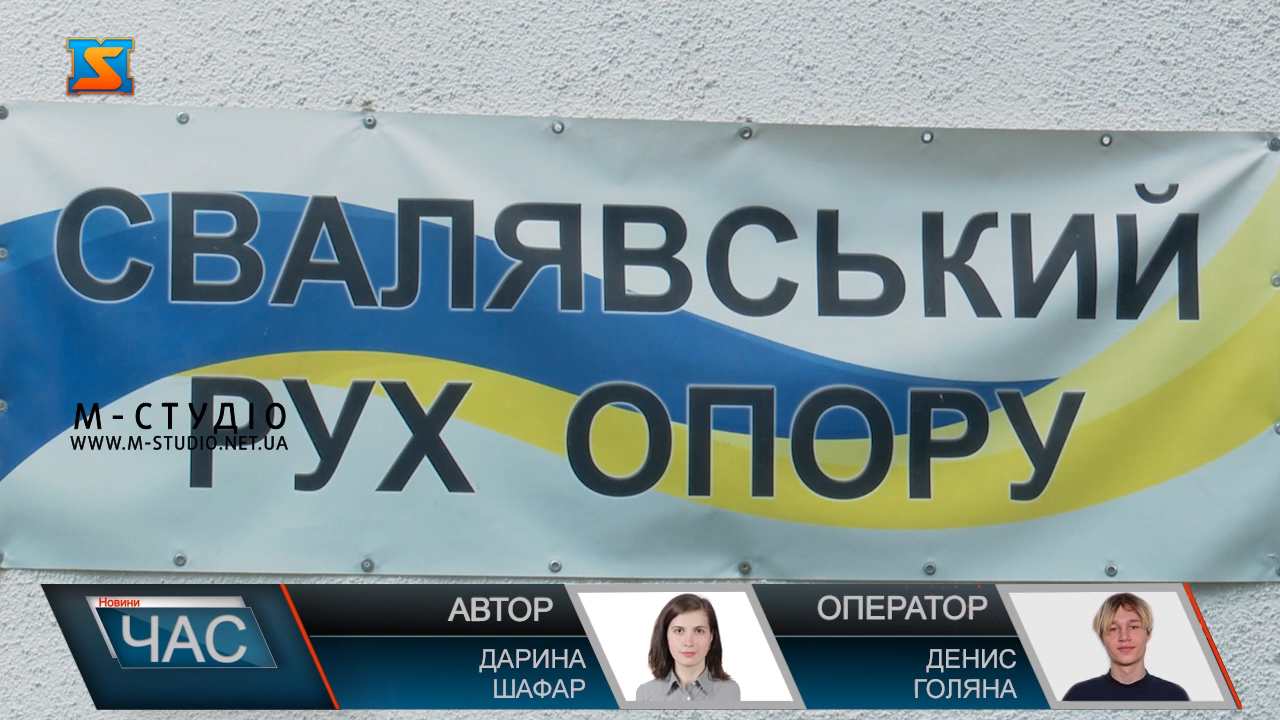 СВАЛЯВСЬКИЙ
РУХ ОПОРУ
М-СТУДІО
WWW.M-STUDIO.NET.UA
Новини
ЧАС
АВТОР
ДАРИНА
ШАФАР
ОПЕРАТОР
ДЕНИС
ГОЛЯНА